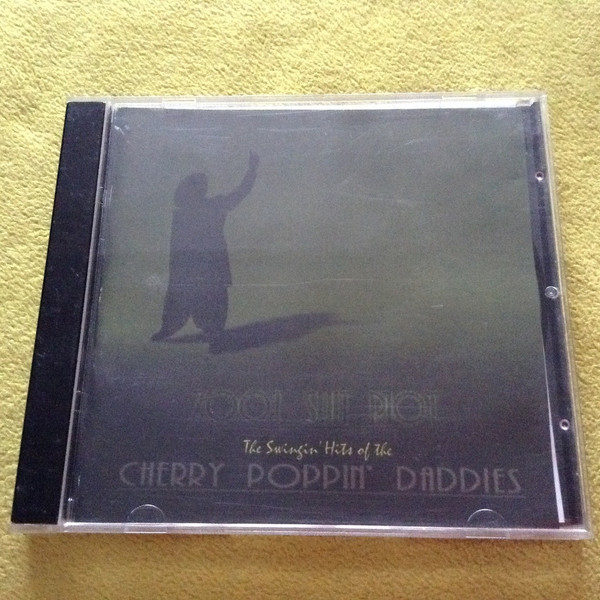 ZOOT SUIT RIOT
The Swingin' Hits of the
CHERRY POPPIN' DADDIES